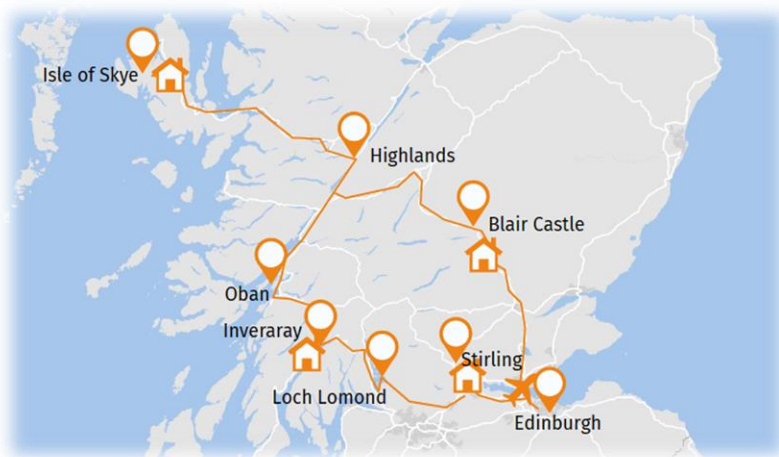 Isle of Skye
Highlands
Blair Castle
Oban
Inveraray
Stirling
Loch Lomond
Edinburgh